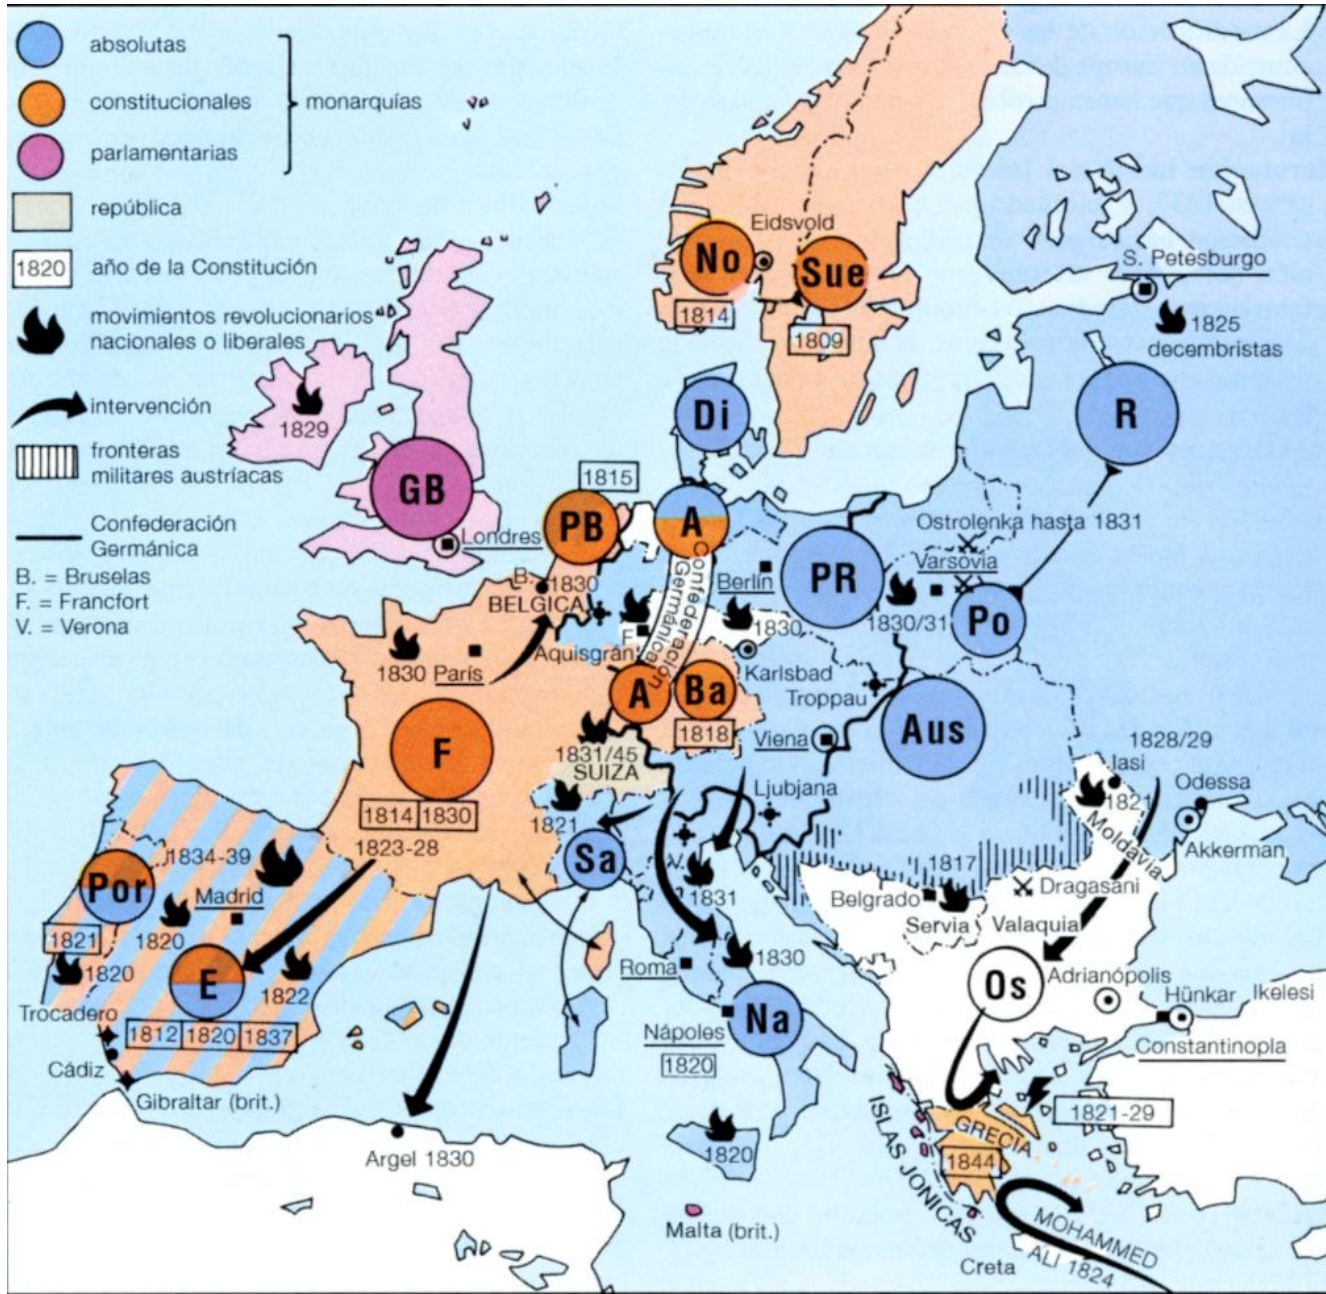 absolutas
constitucionales
monarquías
parlamentarias
república
1820
año de la Constitución
movimientos revolucionarios
nacionales o liberales
intervención
fronteras
militares austríacas
Confederación
Germánica
B. = Bruselas
F. = Francfort
V. = Verona
No
Eidsvold
Sue
1814
1809
S. Petesburgo
1825
decembristas
Di
R
1829
GB
Londres
1815
PB
A
Confederación
Germánica
Berlín
PR
Ostrolenka hasta 1831
Varsovia
1830/31
Po
B.
1830
BELGICA
F
Aquisgrán
1830
Karlsbad
Troppau
1830
París
A
Ba
1818
Viena
Aus
F
1814
1830
1823-28
1831/45
SUIZA
1821
Sa
Ljubjana
1828/29
Iasi
1821
Odessa
Moldavia
Akkerman
V.
1831
1817
Belgrado
Servia
Dragasani
Valaquia
Por
1834-39
Madrid
1821
1820
1820
E
1822
1812
1820
1837
Trocadero
Cádiz
Gibraltar (brit.)
Roma
1830
Nápoles
1820
Na
Os
Adrianópolis
Hünkar
Ikelesi
Constantinopla
Argel 1830
1820
Malta (brit.)
ISLAS JONICAS
GRECIA
1844
1821-29
MOHAMMED
ALI 1824
Creta